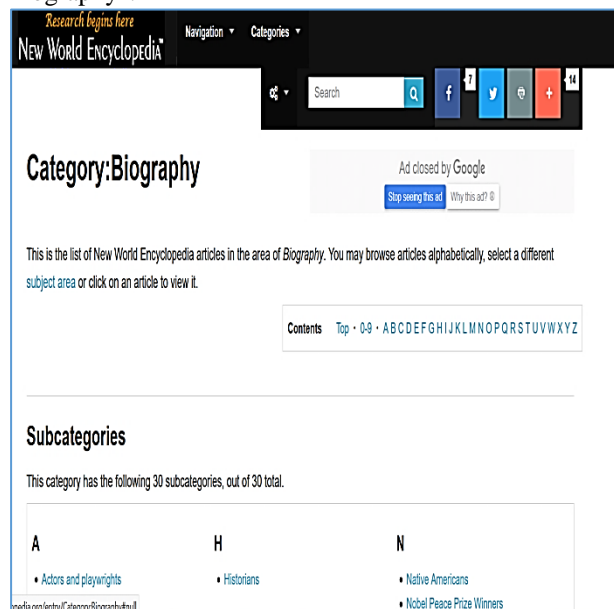 Research begins here
New World Encyclopedia
Navigation Categories
Search
7
14
Category:Biography
Ad closed by Google
Stop seeing this ad Why this ad?
This is the list of New World Encyclopedia articles in the area of Biography. You may browse articles alphabetically, select a different
subject area or click on an article to view it.
Contents Top · 0-9 · A B C D E F G H I J K L M N O P Q R S T U V W X Y Z
Subcategories
This category has the following 30 subcategories, out of 30 total.
A
• Actors and playwrights
H
• Historians
N
• Native Americans
• Nobel Peace Prize Winners